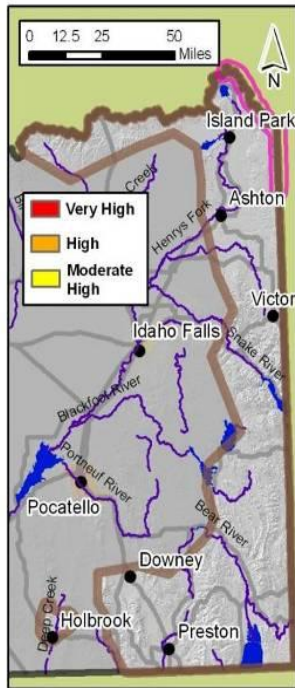 0 12.5 25 50
Miles
N
Island Park
Creek
Ashton
Henrys Fork
Very High
High
Moderate
High
Victor
Idaho Falls
Snake River
Blackfoot River
Portneuf River
Pocatello
Bear River
Downey
Deep Creek
Holbrook
Preston